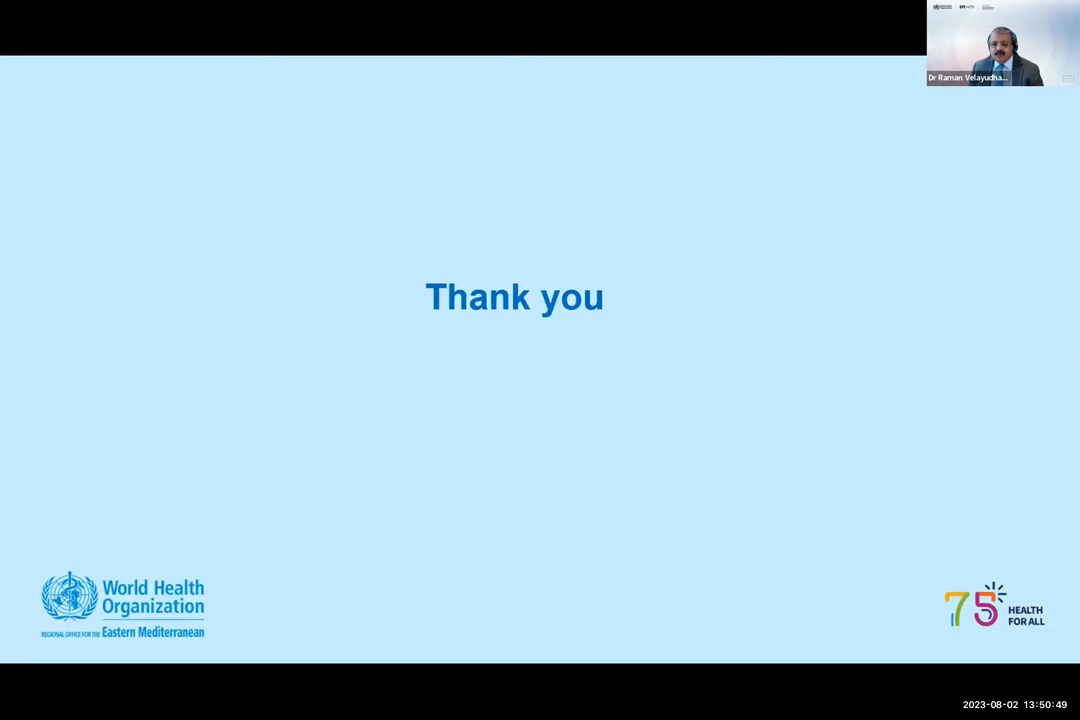 Dr Raman Velayudha...
Thank you
World Health
Organization
REGIONAL OFFICE FOR THE Eastern Mediterranean
75
HEALTH
FOR ALL
2023-08-02 13:50:49